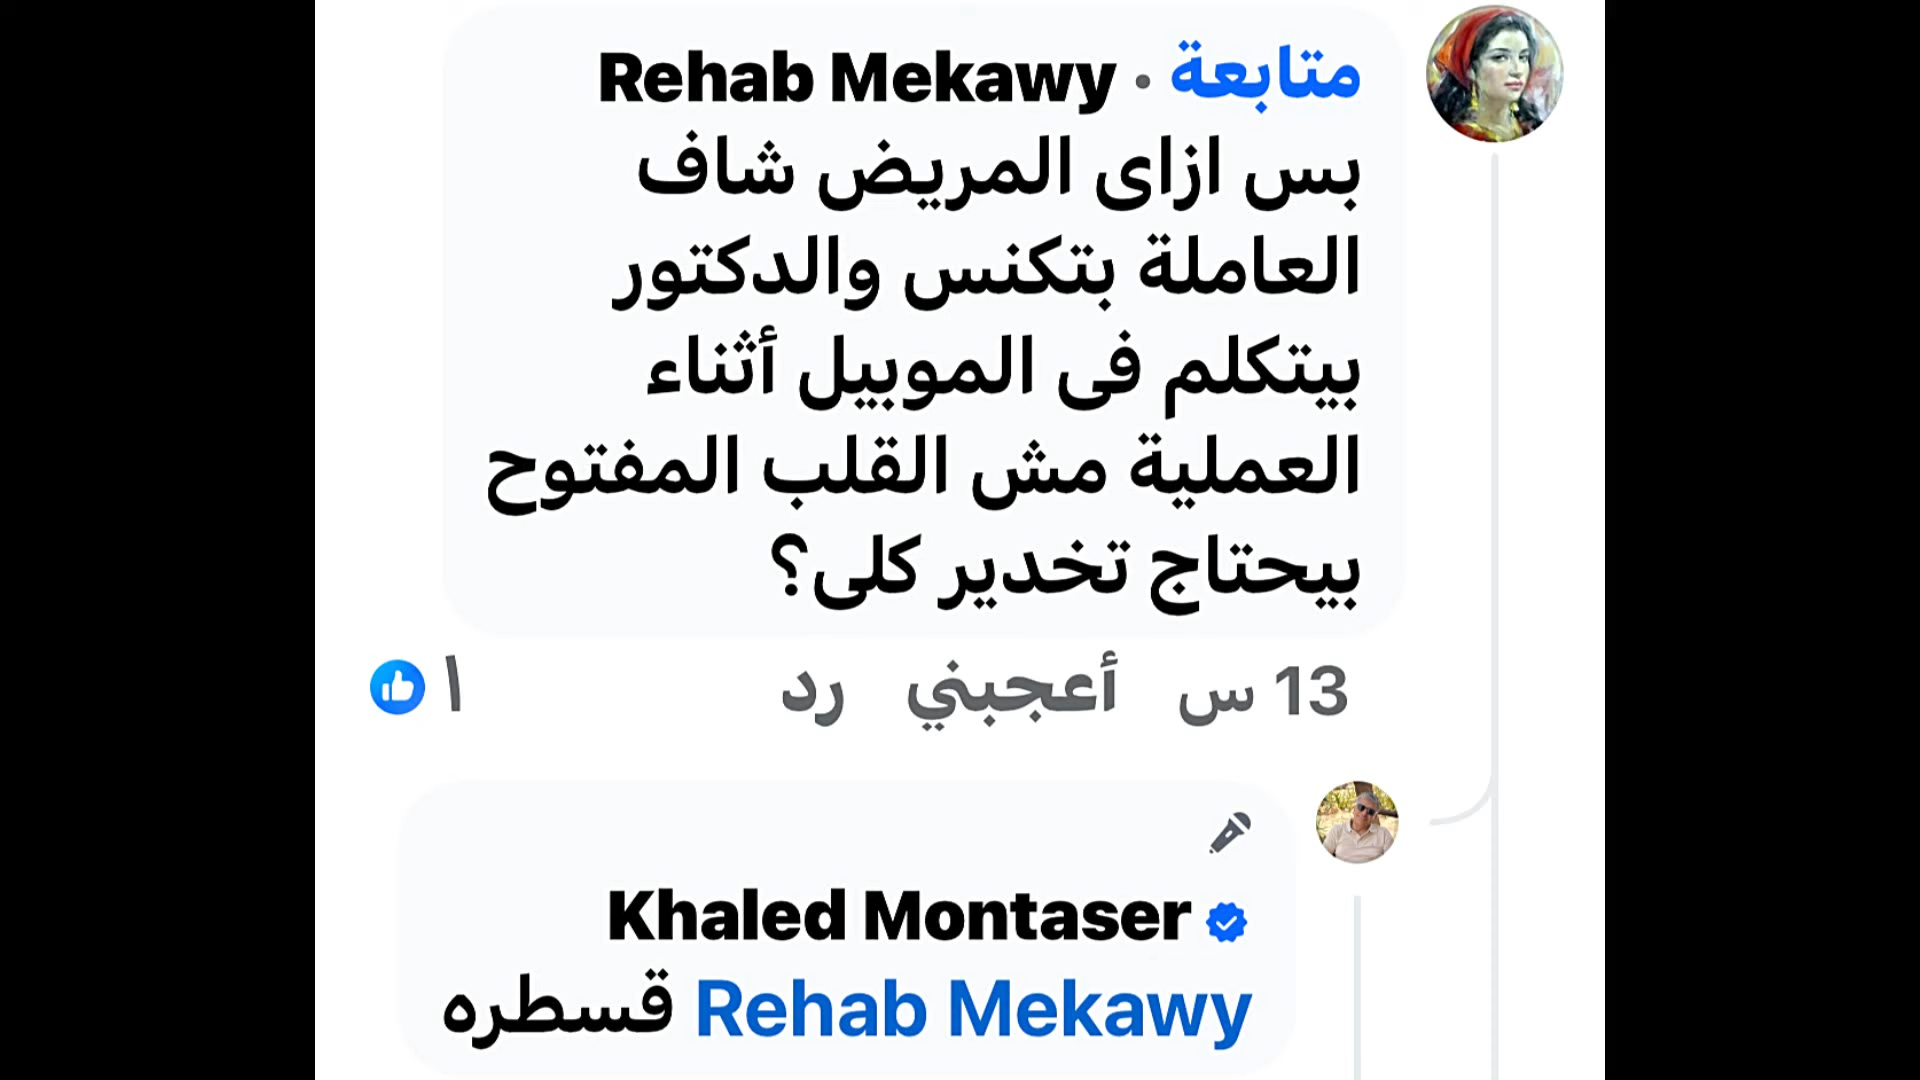 Rehab Mekawy · متابعة
بس ازاى المريض شاف
العاملة بتكنس والدكتور
بيتكلم فى الموبيل أثناء
العملية مش القلب المفتوح
بيحتاج تخدير كلى؟
13 س أعجبني رد ١
Khaled Montaser
Rehab Mekawy قسطره